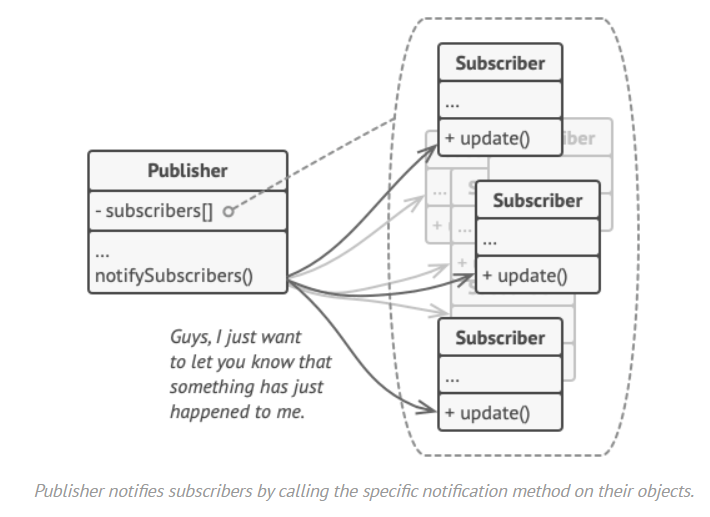 Publisher
- subscribers[]
...
notifySubscribers()
Guys, I just want
to let you know that
something has just
happened to me.
Subscriber
...
+ update()
Subscriber
...
+ update()
Subscriber
...
+ update()
iber
...
+
...
+
S
Publisher notifies subscribers by calling the specific notification method on their objects.